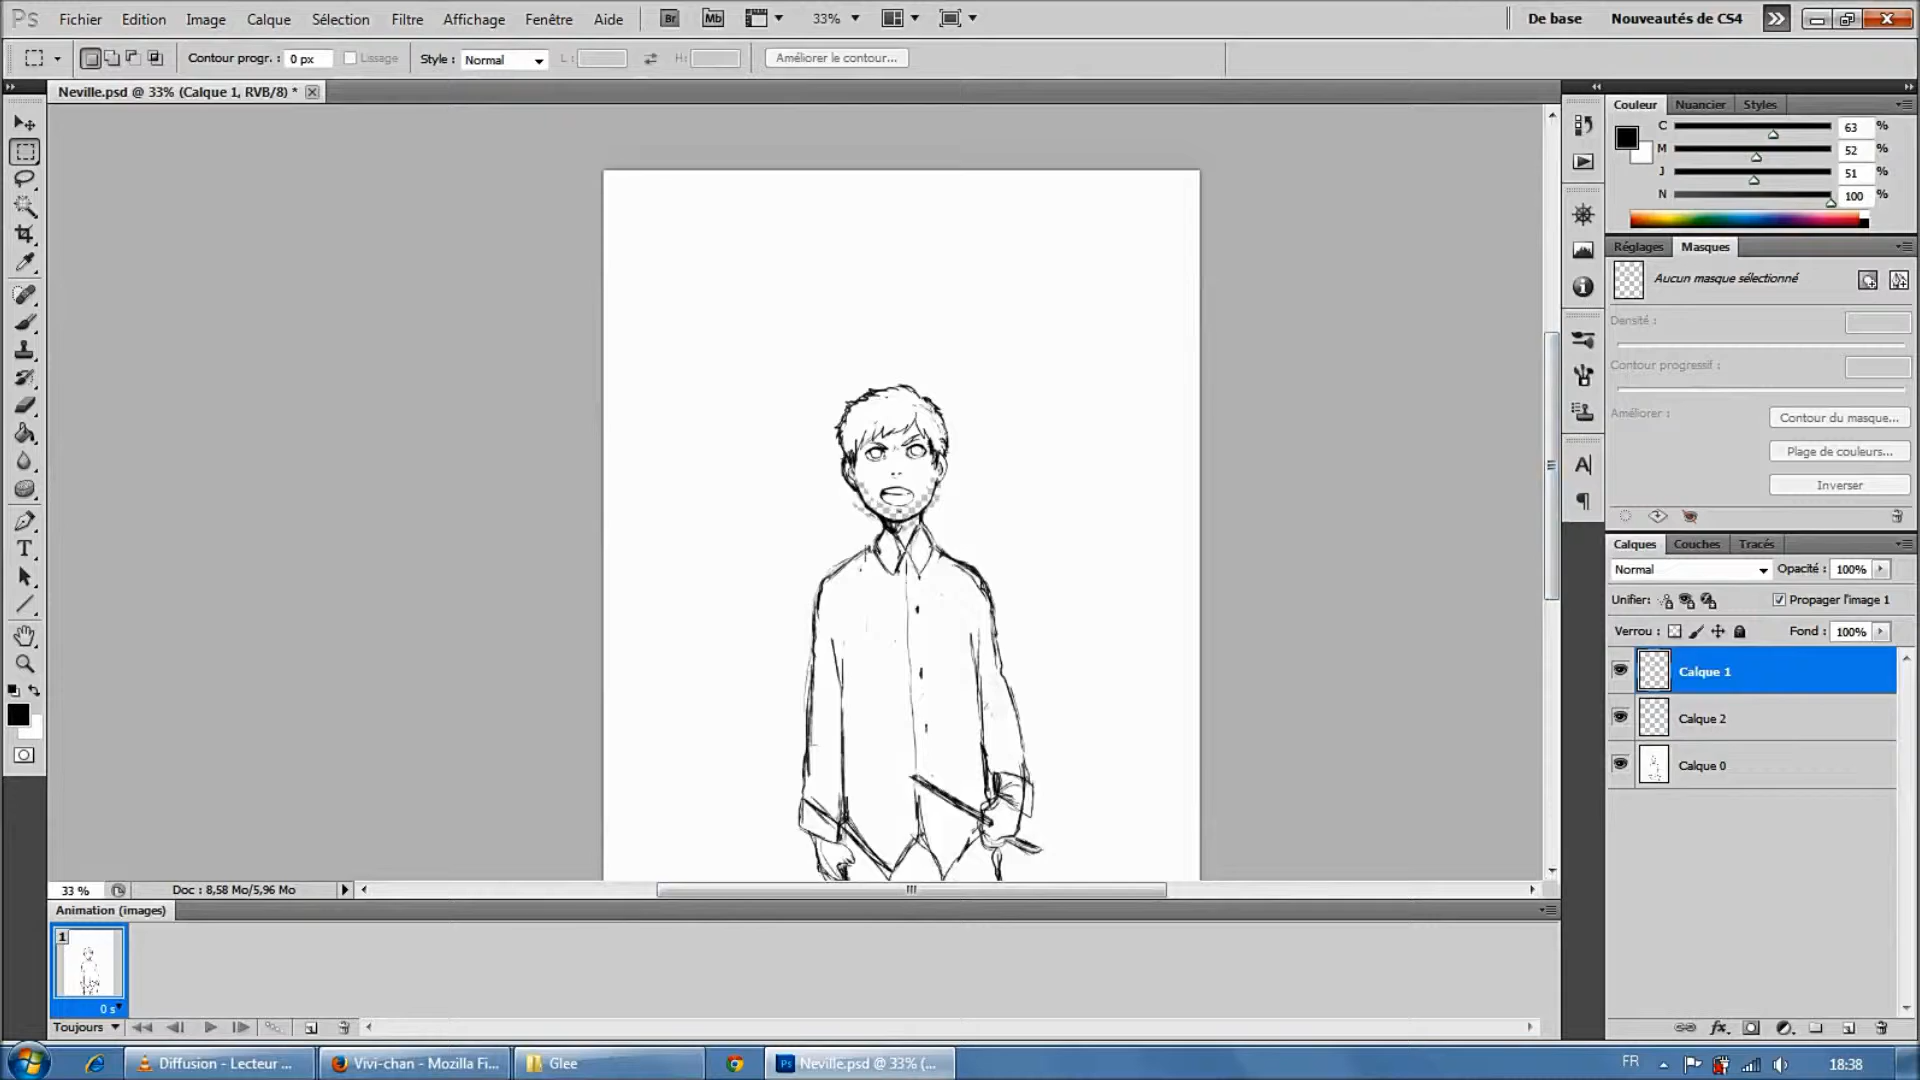 Ps Fichier Edition Image Calque Sélection Filtre Affichage Fenêtre Aide Br Mb 33% De base Nouveautés de CS4
Contour progr. : 0 px Lissage Style : Normal L : H: Améliorer le contour...
Neville.psd @ 33% (Calque 1, RVB/8) *
Couleur Nuancier Styles
C 63 %
M 52 %
J 51 %
N 100 %
Réglages Masques
Aucun masque sélectionné
Densité :
Contour progressif :
Améliorer : Contour du masque...
Plage de couleurs...
Inverser
Calques Couches Tracés
Normal Opacité : 100%
Unifier: Propager l'image 1
Verrou : Fond : 100%
Calque 1
Calque 2
Calque 0
33 % Doc : 8,58 Mo/5,96 Mo
Animation (images)
1
0 s
Toujours
Diffusion - Lecteur ... Vivi-chan - Mozilla Fi... Glee Neville.psd @ 33% (... FR 18:38